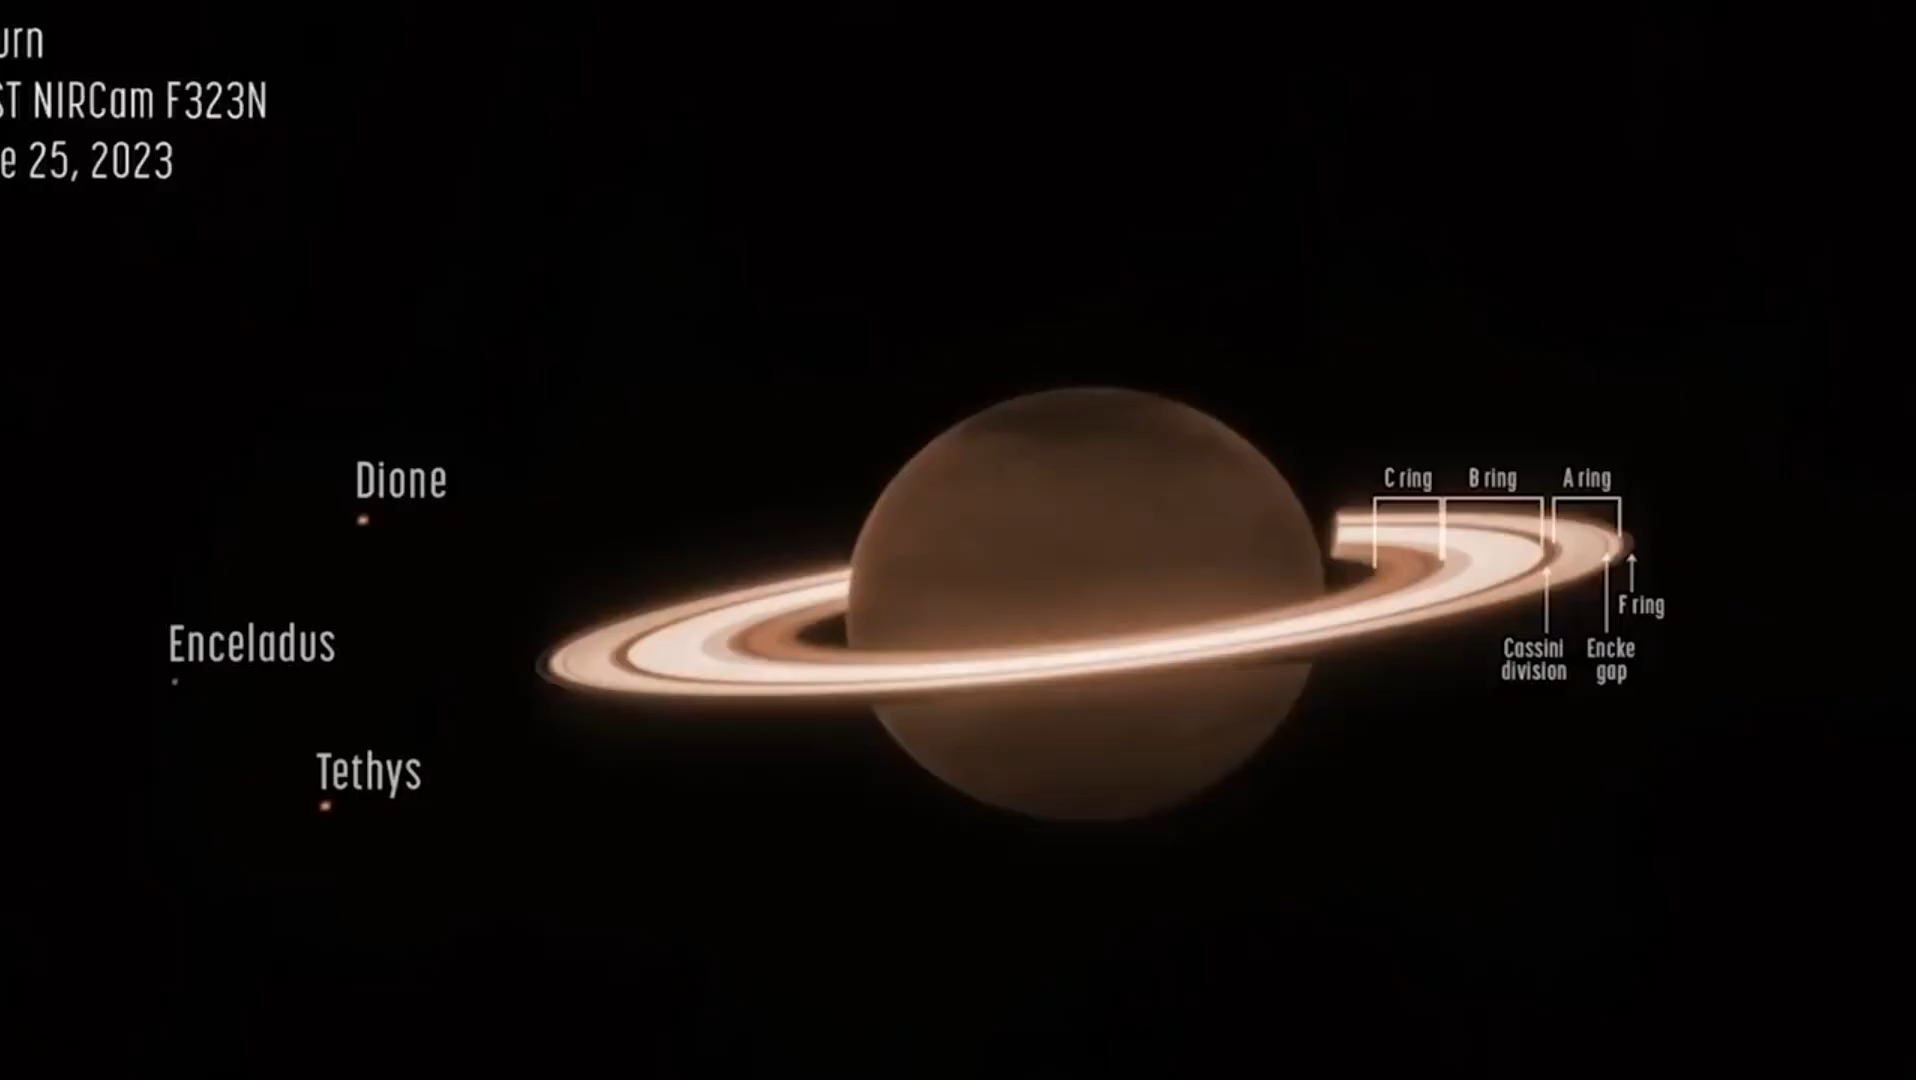 urn
ST NIRCam F323N
e 25, 2023
Dione
Enceladus
Tethys
C ring
B ring
A ring
F ring
Cassini
division
Encke
gap